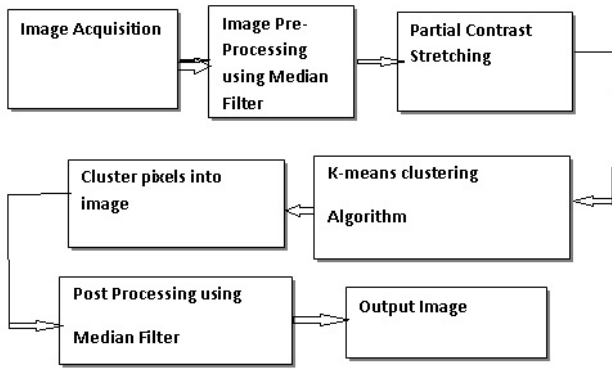 Image Acquisition
Image Pre-
Processing
using Median
Filter
Partial Contrast
Stretching
K-means clustering
Algorithm
Cluster pixels into
image
Post Processing using
Median Filter
Output Image